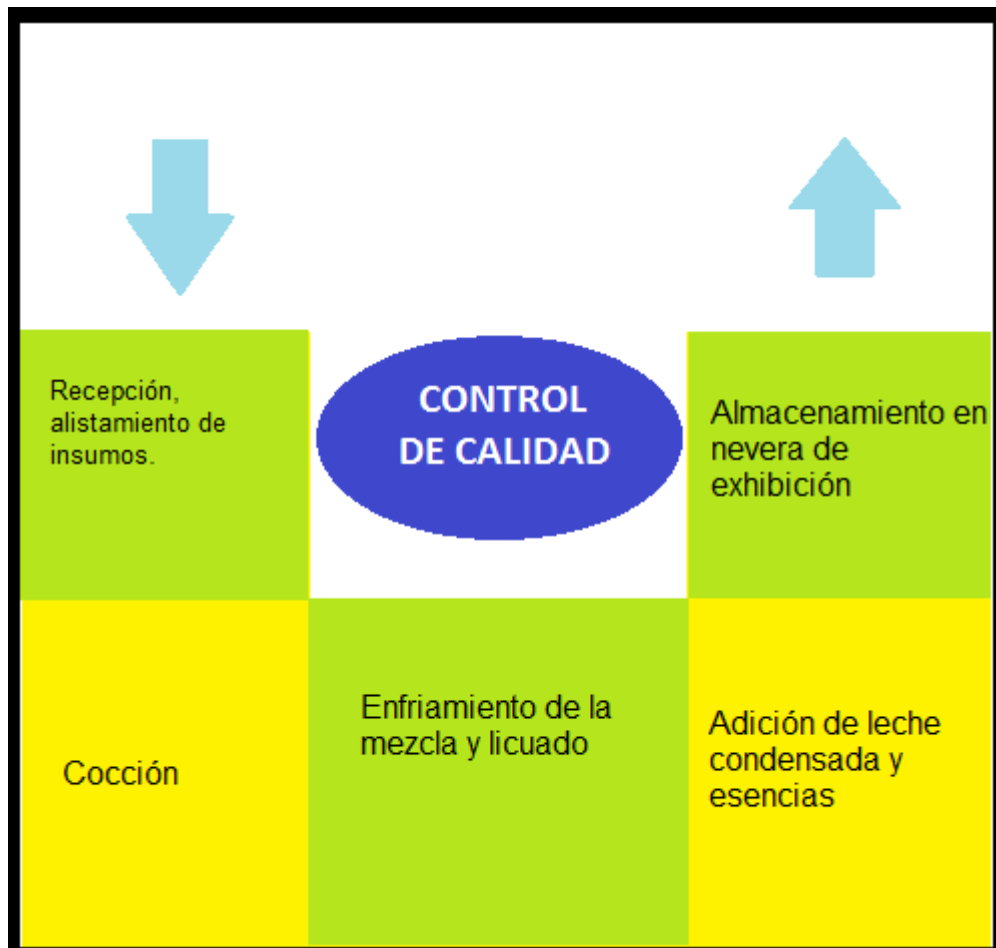 Recepción,
alistamiento de
insumos.
CONTROL
DE CALIDAD
Almacenamiento en
nevera de
exhibición
Cocción
Enfriamiento de la
mezcla y licuado
Adición de leche
condensada y
esencias